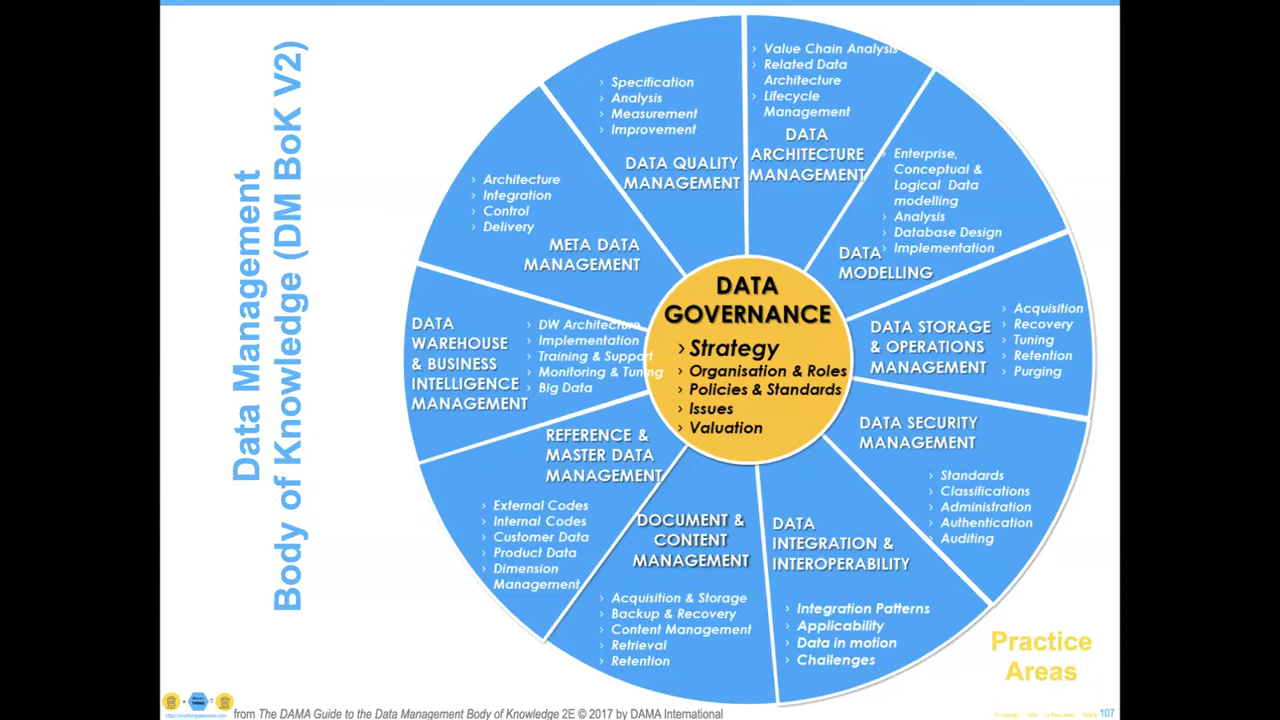 Data Management
Body of Knowledge (DM BoK V2)
› Value Chain Analysis
› Related Data
Architecture
› Lifecycle
Management
DATA
ARCHITECTURE
MANAGEMENT
› Enterprise,
Conceptual &
Logical Data
modelling
› Analysis
› Database Design
› Implementation
DATA
MODELLING
DATA STORAGE
& OPERATIONS
MANAGEMENT
› Acquisition
› Recovery
› Tuning
› Retention
› Purging
DATA SECURITY
MANAGEMENT
› Standards
› Classifications
› Administration
› Authentication
› Auditing
DATA
INTEGRATION &
INTEROPERABILITY
› Integration Patterns
› Applicability
› Data in motion
› Challenges
DOCUMENT &
CONTENT
MANAGEMENT
› Acquisition & Storage
› Backup & Recovery
› Content Management
› Retrieval
› Retention
REFERENCE &
MASTER DATA
MANAGEMENT
› External Codes
› Internal Codes
› Customer Data
› Product Data
› Dimension
Management
DATA
WAREHOUSE
& BUSINESS
INTELLIGENCE
MANAGEMENT
› DW Architecture
› Implementation
› Training & Support
› Monitoring & Tuning
› Big Data
› Architecture
› Integration
› Control
› Delivery
META DATA
MANAGEMENT
› Specification
› Analysis
› Measurement
› Improvement
DATA QUALITY
MANAGEMENT
DATA
GOVERNANCE
› Strategy
› Organisation & Roles
› Policies & Standards
› Issues
› Valuation
Practice
Areas
from The DAMA Guide to the Data Management Body of Knowledge 2E © 2017 by DAMA International
107